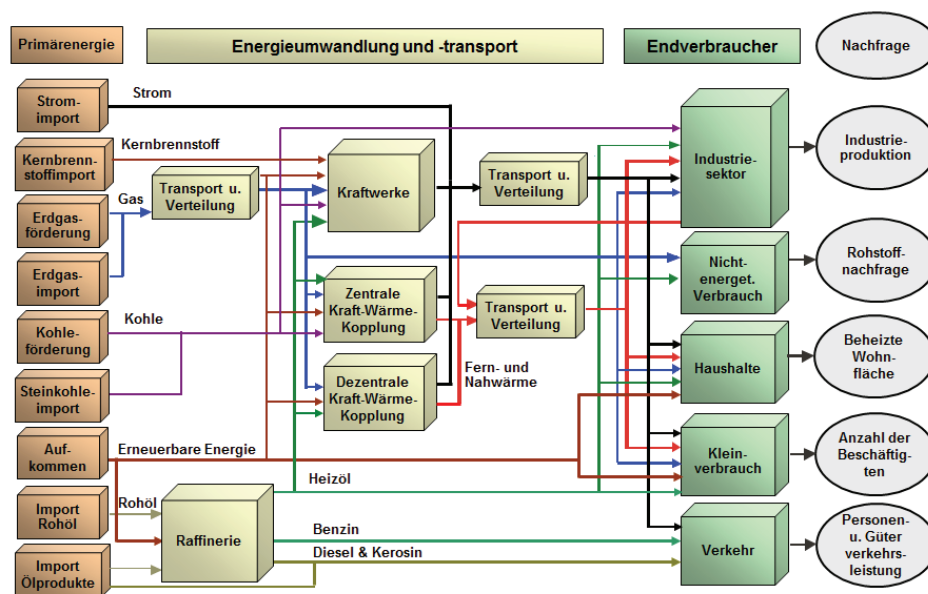 Primärenergie
Energieumwandlung und -transport
Endverbraucher
Nachfrage
Strom-
import
Strom
Kernbrenn-
stoffimport
Kernbrennstoff
Erdgas-
förderung
Gas
Transport u.
Verteilung
Erdgas-
import
Kohle-
förderung
Kohle
Steinkohle-
import
Auf-
kommen
Erneuerbare Energie
Import
Rohöl
Rohöl
Import
Ölprodukte
Raffinerie
Kraftwerke
Zentrale
Kraft-Wärme-
Kopplung
Dezentrale
Kraft-Wärme-
Kopplung
Heizöl
Benzin
Diesel & Kerosin
Transport u.
Verteilung
Transport u.
Verteilung
Fern- und
Nahwärme
Industrie-
sektor
Nicht-
energet.
Verbrauch
Haushalte
Klein-
verbrauch
Verkehr
Industrie-
produktion
Rohstoff-
nachfrage
Beheizte
Wohn-
fläche
Anzahl der
Beschäftig-
ten
Personen-
u. Güter
verkehrs-
leistung